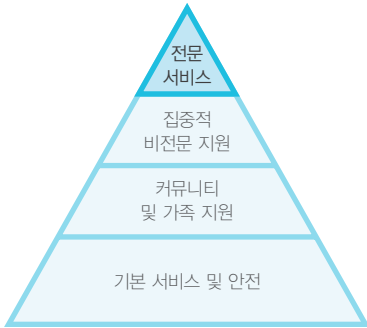 전문
서비스
집중적
비전문 지원
커뮤니티
및 가족 지원
기본 서비스 및 안전